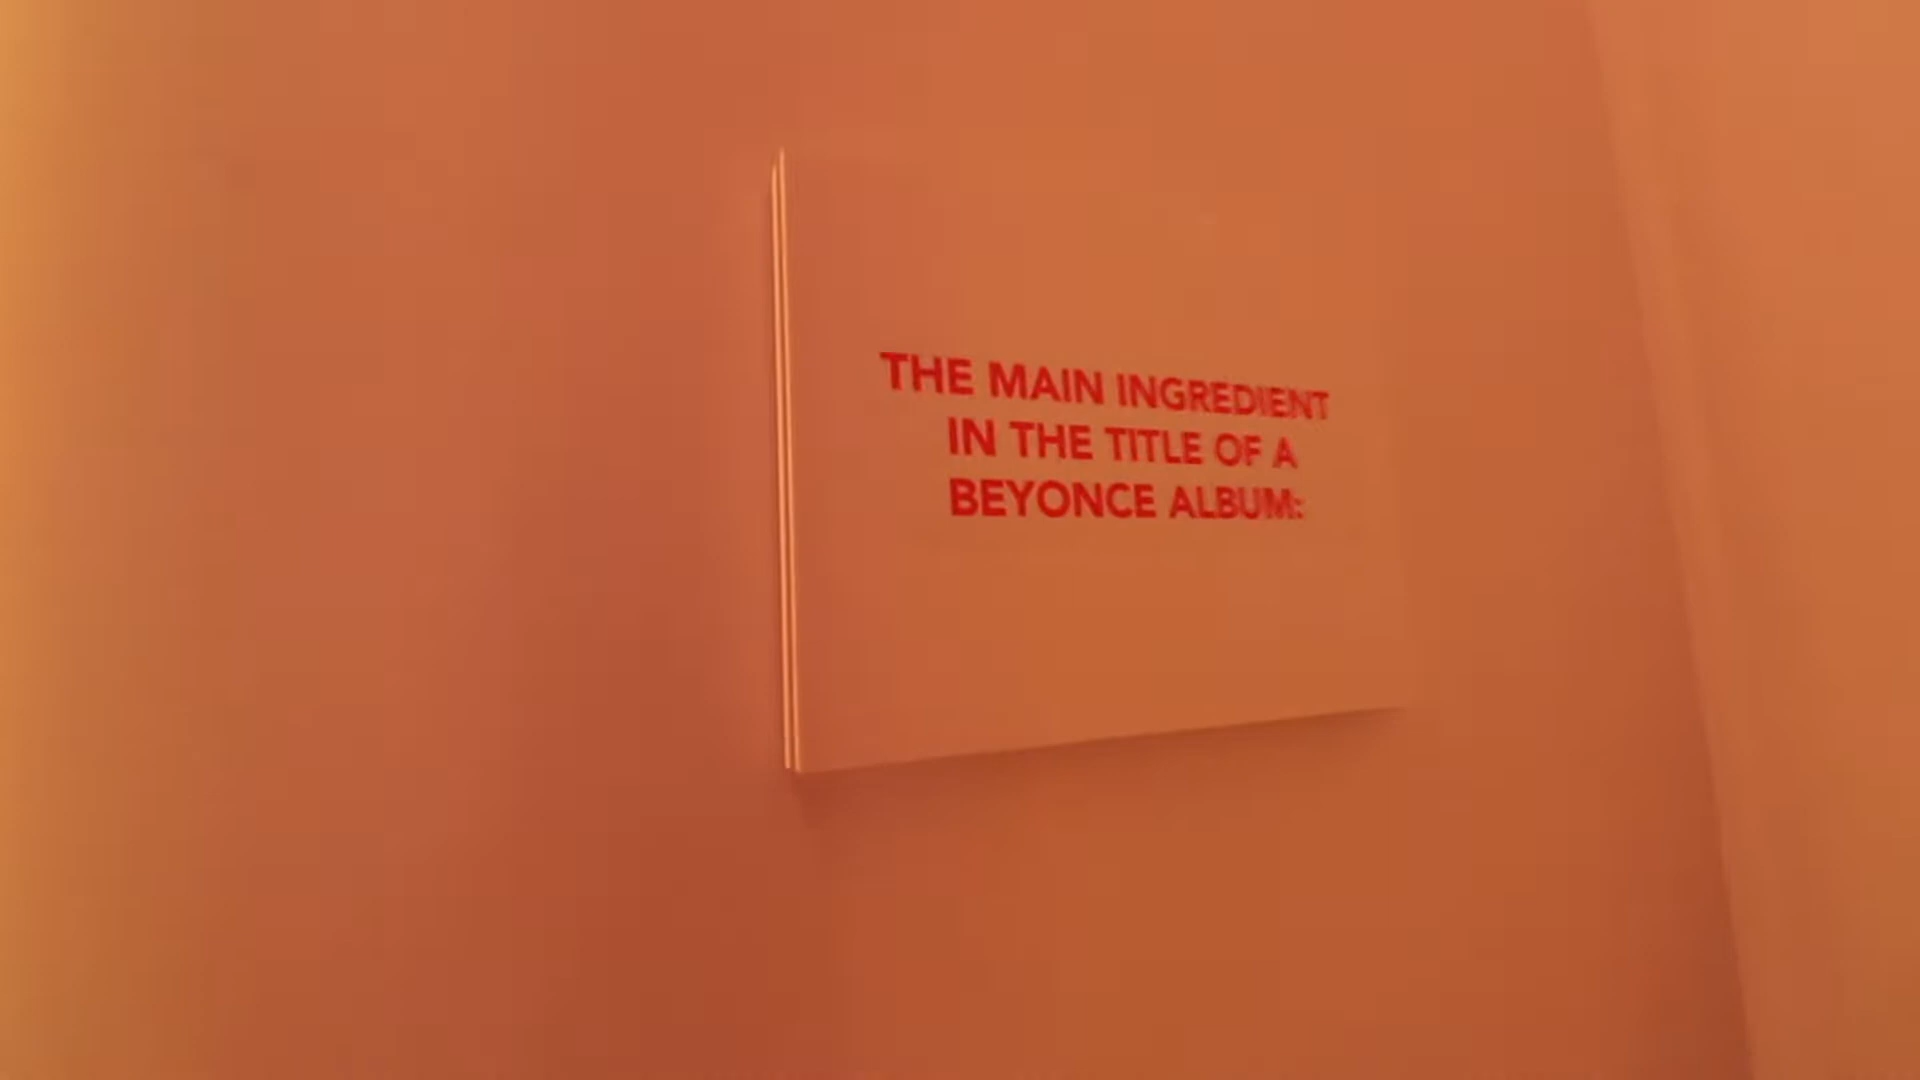 THE MAIN INGREDIENT
IN THE TITLE OF A
BEYONCE ALBUM: